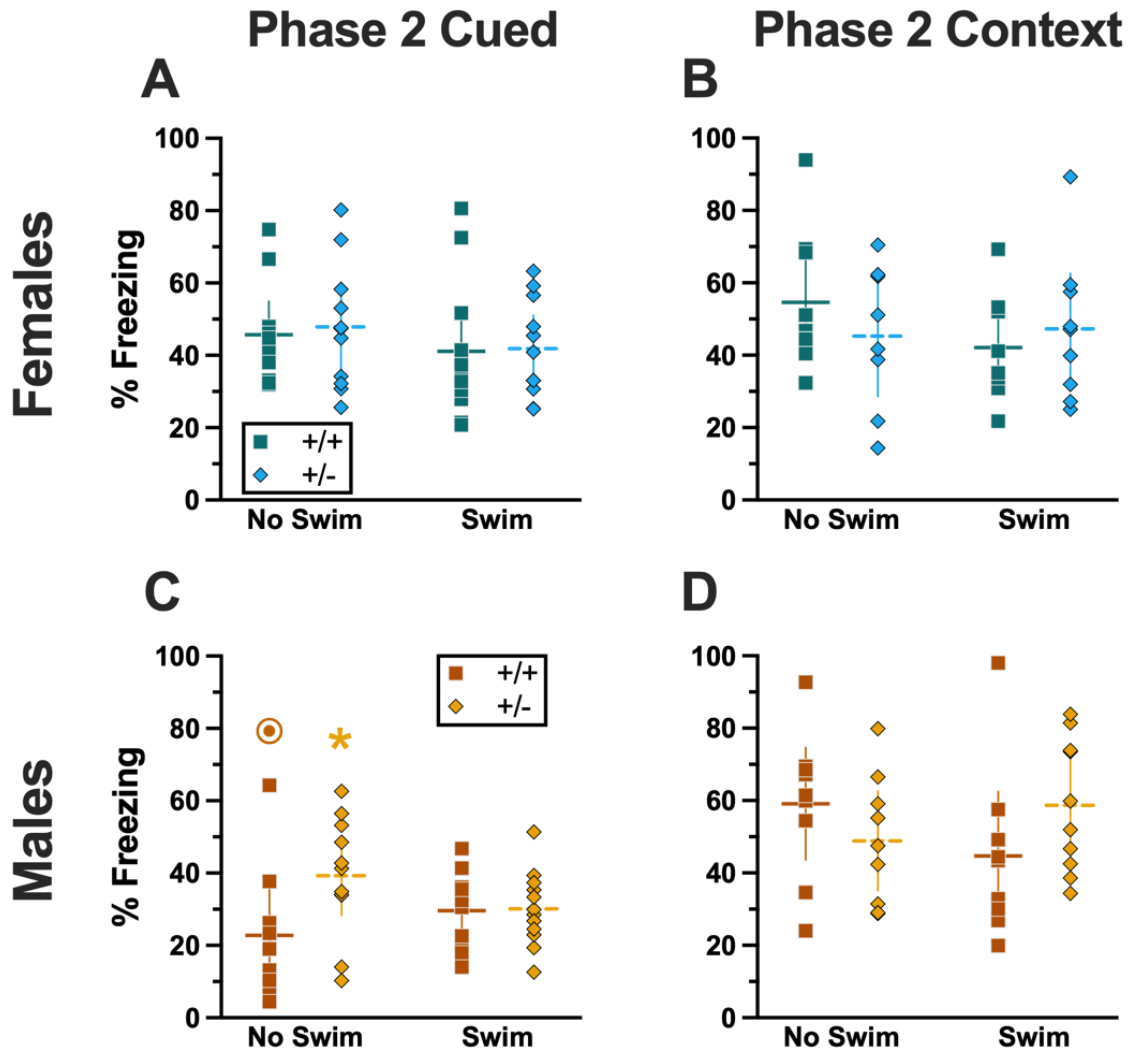 Phase 2 Cued
Phase 2 Context
A
B
Females
% Freezing
100
80
60
40
20
0
+/+
+/-
No Swim
Swim
100
80
60
40
20
0
No Swim
Swim
C
D
Males
% Freezing
100
80
60
40
20
0
*
+/+
+/-
No Swim
Swim
100
80
60
40
20
0
No Swim
Swim